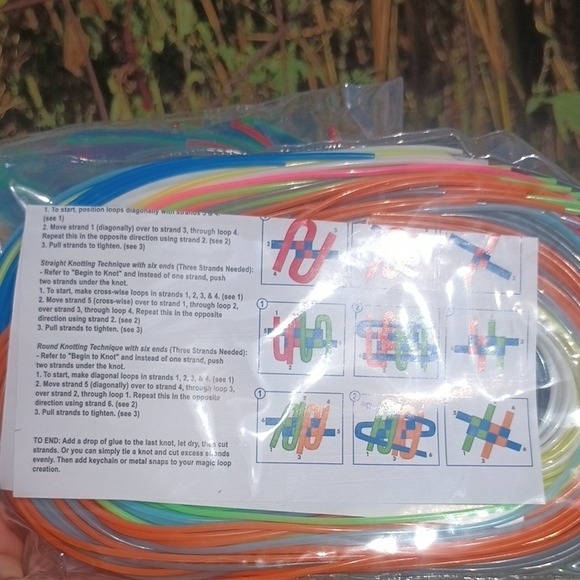 1. To start, position loops diagonally with strands 3 &
(see 1)
2. Move strand 1 (diagonally) over to strand 3, through loop 4.
Repeat this in the opposite direction using strand 2. (see 2)
3. Pull strands to tighten. (see 3)
Straight Knotting Technique with six ends (Three Strands Needed):
- Refer to "Begin to Knot" and instead of one strand, push
two strands under the knot.
1. To start, make cross-wise loops in strands 1, 2, 3, & 4. (see 1)
2. Move strand 5 (cross-wise) over to strand 1, through loop 2,
over strand 3, through loop 4. Repeat this in the opposite
direction using strand 2. (see 2)
3. Pull strands to tighten. (see 3)
Round Knotting Technique with six ends (Three Strands Needed):
- Refer to "Begin to Knot" and instead of one strand, push
two strands under the knot.
1. To start, make diagonal loops in strands 1, 2, 3, & 4. (see 1)
2. Move strand 5 (diagonally) over to strand 4, through loop 3,
over strand 2, through loop 1. Repeat this in the opposite
direction using strand 6. (see 2)
3. Pull strands to tighten. (see 3)
TO END: Add a drop of glue to the last knot, let dry, then cut
strands. Or you can simply tie a knot and cut excess strands
evenly. Then add keychain or metal snaps to your magic loop
creation.